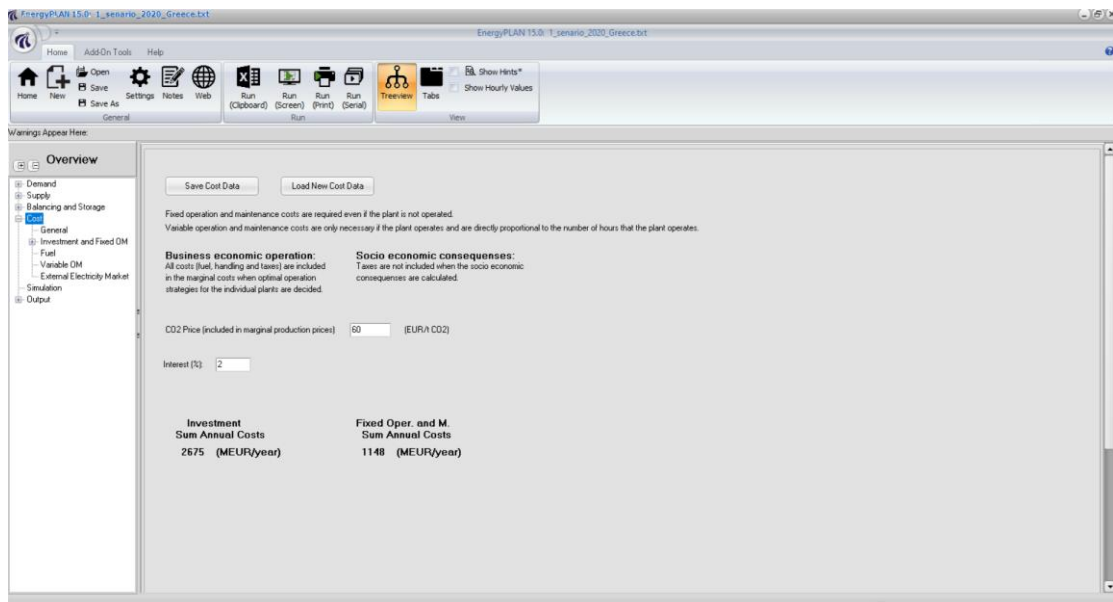 EnergyPLAN 15.0: 1_senario_2020_Greece.txt
EnergyPLAN 15.0: 1_senario_2020_Greece.txt
Home Add-On Tools Help
Home
New
Open
Save
Save As
Settings
Notes
Web
Run (Clipboard)
Run (Screen)
Run (Print)
Run (Serial)
Treeview
Tabs
Show Hints*
Show Hourly Values
General Run View
Warnings Appear Here:
Overview
Demand
Supply
Balancing and Storage
Cost
General
Investment and Fixed OM
Fuel
Variable OM
External Electricity Market
Simulation
Output
Save Cost Data Load New Cost Data
Fixed operation and maintenance costs are required even if the plant is not operated.
Variable operation and maintenance costs are only necessary if the plant operates and are directly proportional to the number of hours that the plant operates.
Business economic operation:
All costs (fuel, handling and taxes) are included
in the marginal costs when optimal operation
strategies for the individual plants are decided.
Socio economic consequences:
Taxes are not included when the socio economic
consequences are calculated.
CO2 Price (included in marginal production prices) 60 (EUR/t CO2)
Interest (%): 2
Investment
Sum Annual Costs
2675 (MEUR/year)
Fixed Oper. and M.
Sum Annual Costs
1148 (MEUR/year)